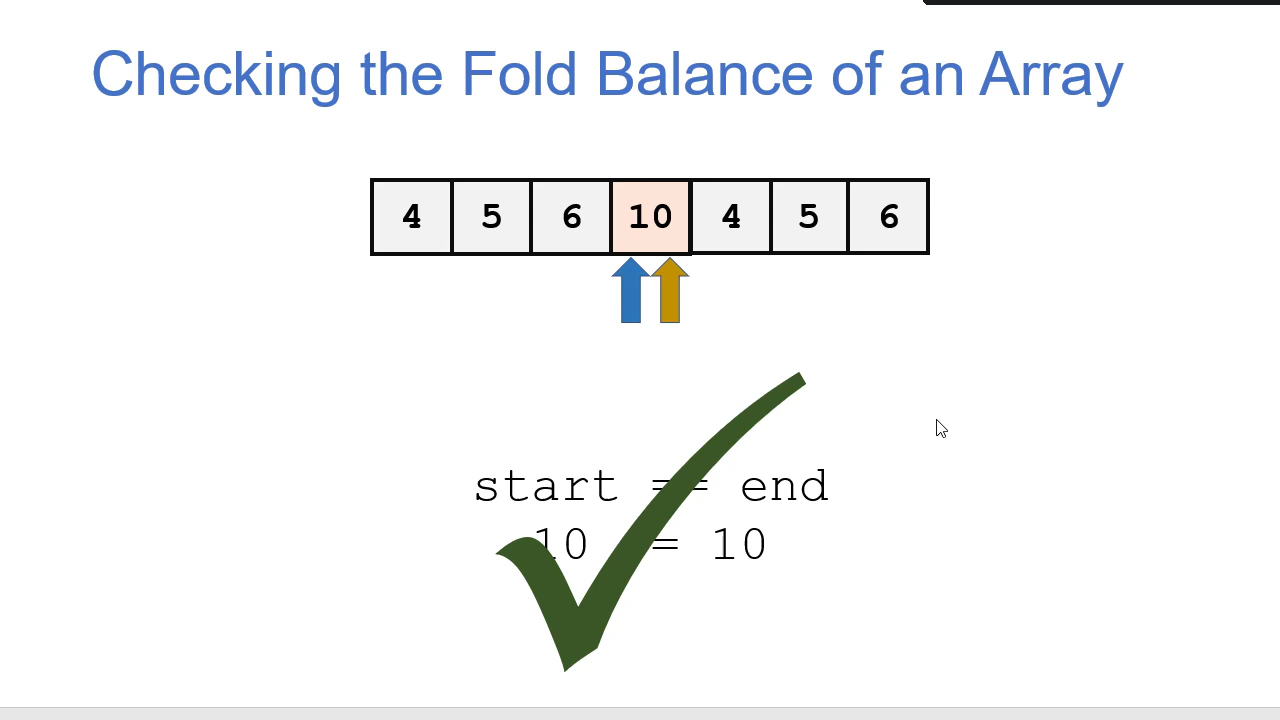 Checking the Fold Balance of an Array
4 5 6 10 4 5 6
start == end
10 = 10